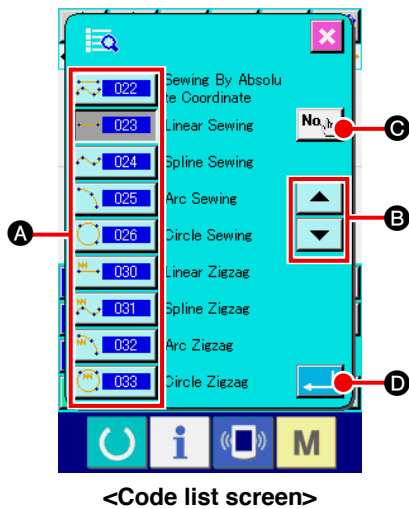 022 Sewing By Absolu
te Coordinate
023 Linear Sewing
No.
C
024 Spline Sewing
025 Arc Sewing
B
A
026 Circle Sewing
030 Linear Zigzag
031 Spline Zigzag
032 Arc Zigzag
033 Circle Zigzag
D
i
M
<Code list screen>